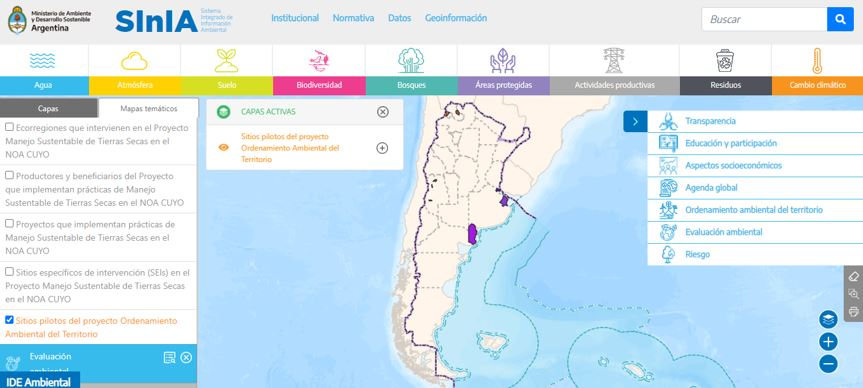 Ministerio de Ambiente
y Desarrollo Sostenible
Argentina
SInIA
Sistema
Integrado de
Información
Ambiental
Institucional Normativa Datos Geoinformación
Buscar
Agua Atmósfera Suelo Biodiversidad Bosques Áreas protegidas Actividades productivas Residuos Cambio climático
Capas Mapas temáticos
Ecorregiones que intervienen en el Proyecto
Manejo Sustentable de Tierras Secas en el
NOA CUYO
Productores y beneficiarios del Proyecto
que implementan prácticas de Manejo
Sustentable de Tierras Secas en el NOA CUYO
Proyectos que implementan prácticas de
Manejo Sustentable de Tierras Secas en el
NOA CUYO
Sitios específicos de intervención (SEIs) en el
Proyecto Manejo Sustentable de Tierras Secas
en el NOA CUYO
Sitios pilotos del proyecto Ordenamiento
Ambiental del Territorio
Evaluación
ambiental
IDE Ambiental
CAPAS ACTIVAS
Sitios pilotos del proyecto
Ordenamiento Ambiental del
Territorio
Transparencia
Educación y participación
Aspectos socioeconómicos
Agenda global
Ordenamiento ambiental del territorio
Evaluación ambiental
Riesgo